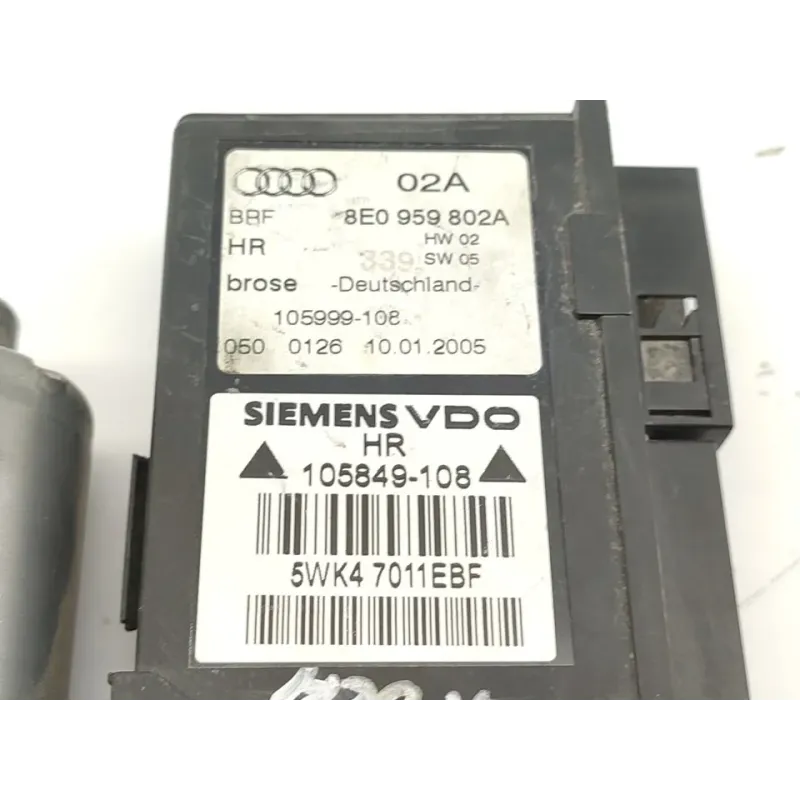 02A
BBF 8E0 959 802A
HR HW 02
339 SW 05
brose -Deutschland-
105999-108
050 0126 10.01.2005
SIEMENS VDO
HR
105849-108
5WK4 7011EBF